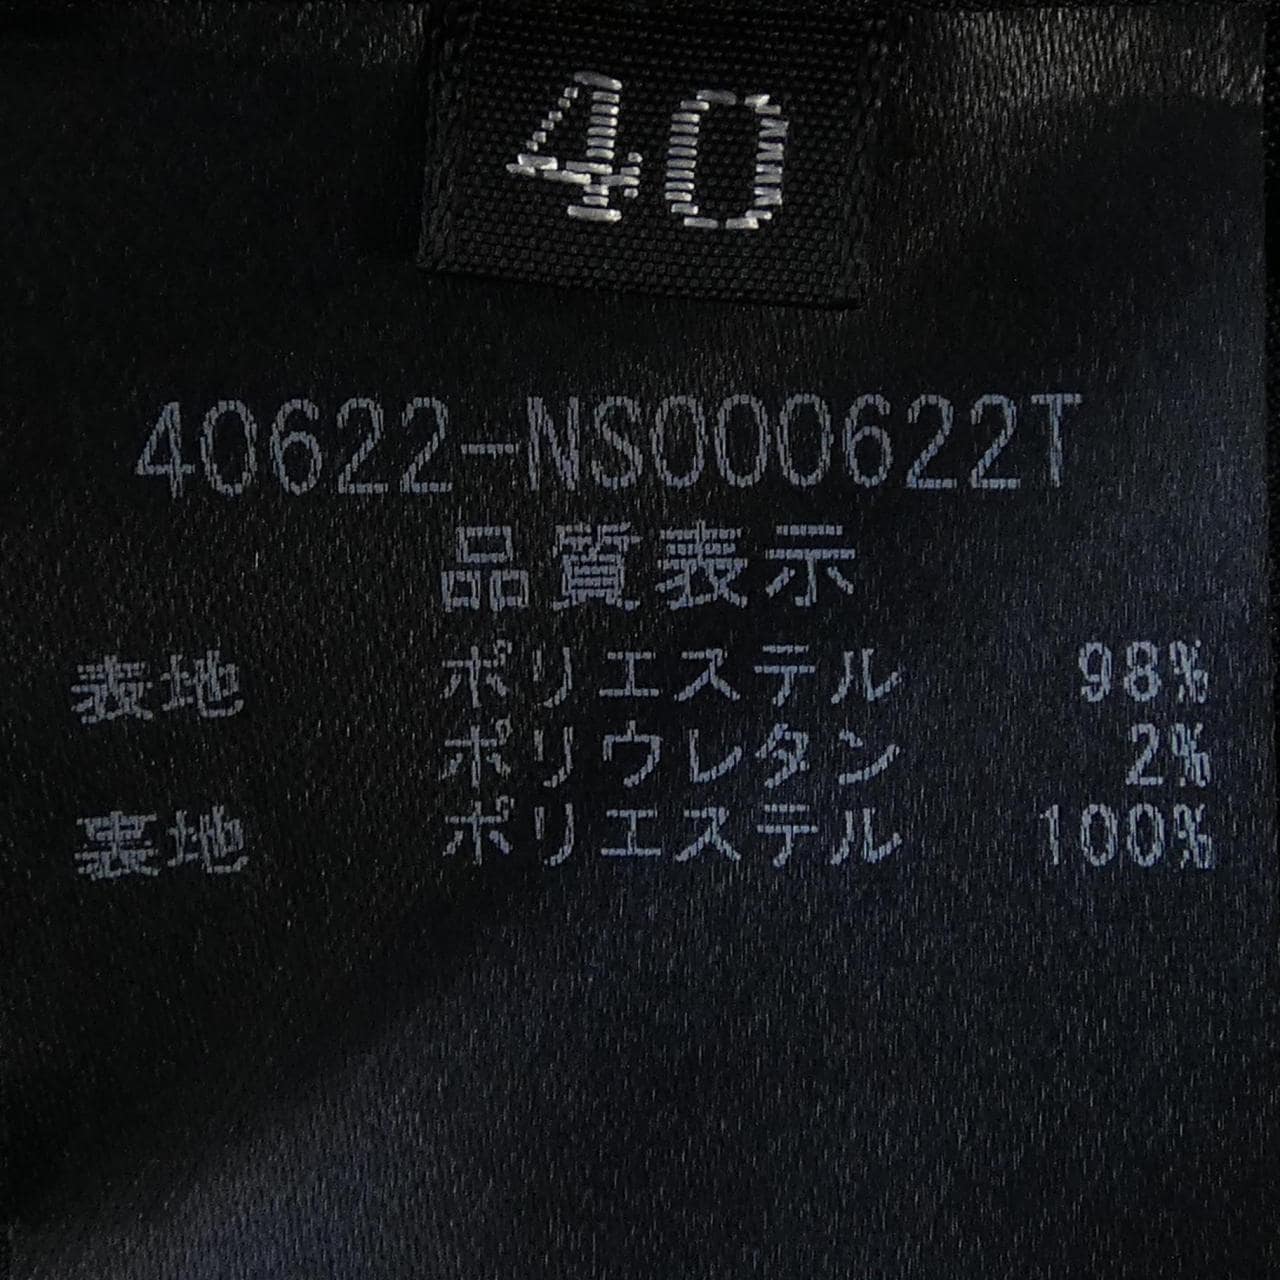 40
40622-NS000622T
品質表示
表地 ポリエステル 98%
ポリウレタン 2%
裏地 ポリエステル 100%